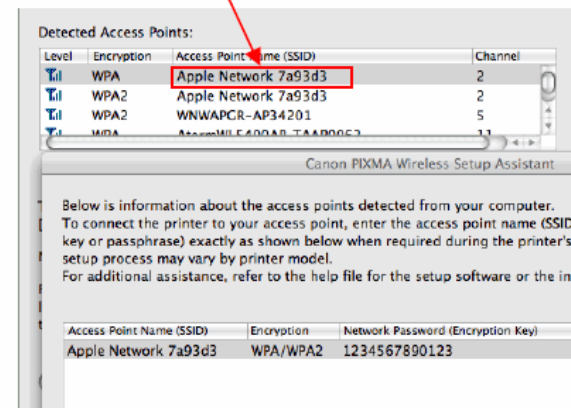 Detected Access Points:
Level Encryption Access Point Name (SSID) Channel
WPA Apple Network 7a93d3 2
WPA2 Apple Network 7a93d3 2
WPA2 WNWAPGR-AP34201 5
WPA 11
Canon PIXMA Wireless Setup Assistant
Below is information about the access points detected from your computer.
To connect the printer to your access point, enter the access point name (SSID
key or passphrase) exactly as shown below when required during the printer's
setup process may vary by printer model.
For additional assistance, refer to the help file for the setup software or the in
Access Point Name (SSID) Encryption Network Password (Encryption Key)
Apple Network 7a93d3 WPA/WPA2 1234567890123